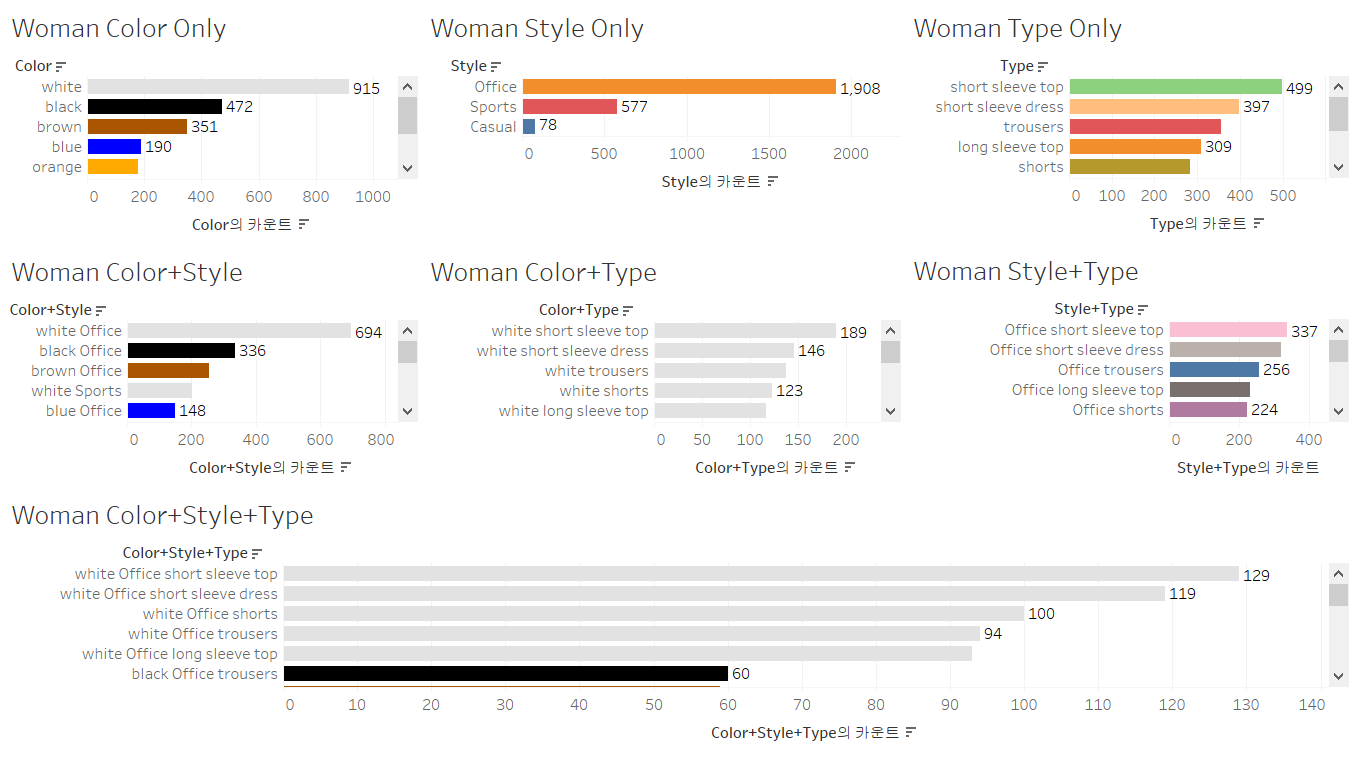 Woman Color Only
Color
white 915
black 472
brown 351
blue 190
orange
0 200 400 600 800 1000
Color의 카운트
Woman Style Only
Style
Office 1,908
Sports 577
Casual 78
0 500 1000 1500 2000
Style의 카운트
Woman Type Only
Type
short sleeve top 499
short sleeve dress 397
trousers
long sleeve top 309
shorts
0 100 200 300 400 500
Type의 카운트
Woman Color+Style
Color+Style
white Office 694
black Office 336
brown Office
white Sports
blue Office 148
0 200 400 600 800
Color+Style의 카운트
Woman Color+Type
Color+Type
white short sleeve top 189
white short sleeve dress 146
white trousers
white shorts 123
white long sleeve top
0 50 100 150 200
Color+Type의 카운트
Woman Style+Type
Style+Type
Office short sleeve top 337
Office short sleeve dress
Office trousers 256
Office long sleeve top
Office shorts 224
0 200 400
Style+Type의 카운트
Woman Color+Style+Type
Color+Style+Type
white Office short sleeve top 129
white Office short sleeve dress 119
white Office shorts 100
white Office trousers 94
white Office long sleeve top
black Office trousers 60
0 10 20 30 40 50 60 70 80 90 100 110 120 130 140
Color+Style+Type의 카운트